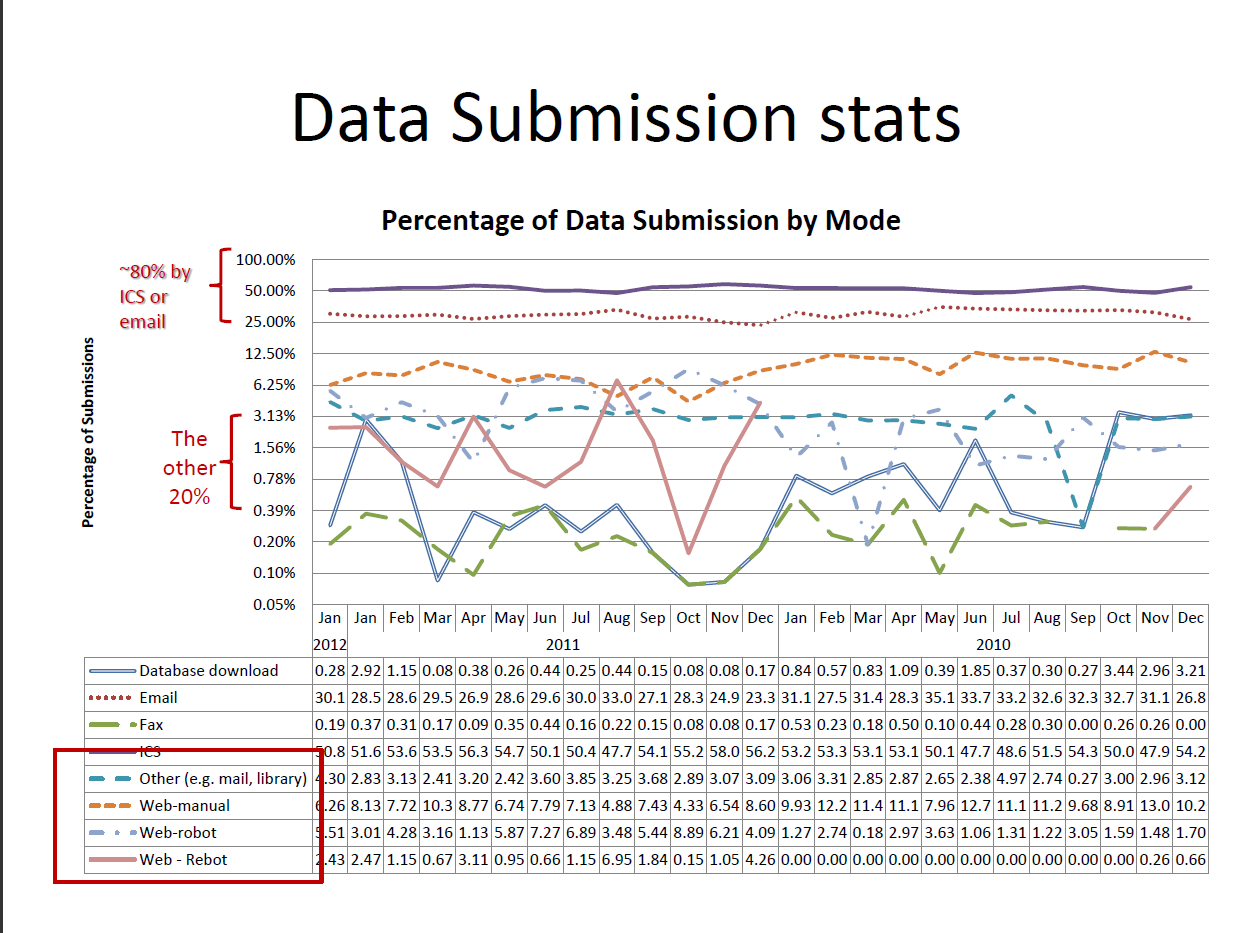 Data Submission stats
Percentage of Data Submission by Mode
~80% by
ICS or
email
The
other
20%
Percentage of Submissions
100.00%
50.00%
25.00%
12.50%
6.25%
3.13%
1.56%
0.78%
0.39%
0.20%
0.10%
0.05%
Jan Jan Feb Mar Apr May Jun Jul Aug Sep Oct Nov Dec Jan Feb Mar Apr May Jun Jul Aug Sep Oct Nov Dec
2012 2011 2010
Database download 0.28 2.92 1.15 0.08 0.38 0.26 0.44 0.25 0.44 0.15 0.08 0.08 0.17 0.84 0.57 0.83 1.09 0.39 1.85 0.37 0.30 0.27 3.44 2.96 3.21
Email 30.1 28.5 28.6 29.5 26.9 28.6 29.6 30.0 33.0 27.1 28.3 24.9 23.3 31.1 27.5 31.4 28.3 35.1 33.7 33.2 32.6 32.3 32.7 31.1 26.8
Fax 0.19 0.37 0.31 0.17 0.09 0.35 0.44 0.16 0.22 0.15 0.08 0.08 0.17 0.53 0.23 0.18 0.50 0.10 0.44 0.28 0.30 0.00 0.26 0.26 0.00
ICS 50.8 51.6 53.6 53.5 56.3 54.7 50.1 50.4 47.7 54.1 55.2 58.0 56.2 53.2 53.3 53.1 53.1 50.1 47.7 48.6 51.5 54.3 50.0 47.9 54.2
Other (e.g. mail, library) 4.30 2.83 3.13 2.41 3.20 2.42 3.60 3.85 3.25 3.68 2.89 3.07 3.09 3.06 3.31 2.85 2.87 2.65 2.38 4.97 2.74 0.27 3.00 2.96 3.12
Web-manual 6.26 8.13 7.72 10.3 8.77 6.74 7.79 7.13 4.88 7.43 4.33 6.54 8.60 9.93 12.2 11.4 11.1 7.96 12.7 11.1 11.2 9.68 8.91 13.0 10.2
Web-robot 5.51 3.01 4.28 3.16 1.13 5.87 7.27 6.89 3.48 5.44 8.89 6.21 4.09 1.27 2.74 0.18 2.97 3.63 1.06 1.31 1.22 3.05 1.59 1.48 1.70
Web - Rebot 2.43 2.47 1.15 0.67 3.11 0.95 0.66 1.15 6.95 1.84 0.15 1.05 4.26 0.00 0.00 0.00 0.00 0.00 0.00 0.00 0.00 0.00 0.00 0.26 0.66